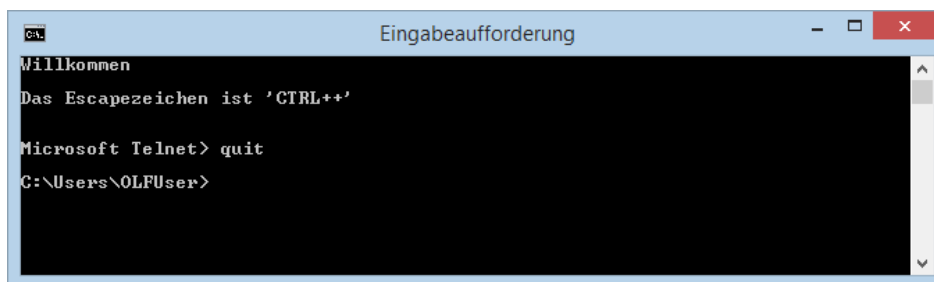 Eingabeaufforderung
Willkommen
Das Escapezeichen ist 'CTRL++'
Microsoft Telnet> quit
C:\Users\OLFUser>